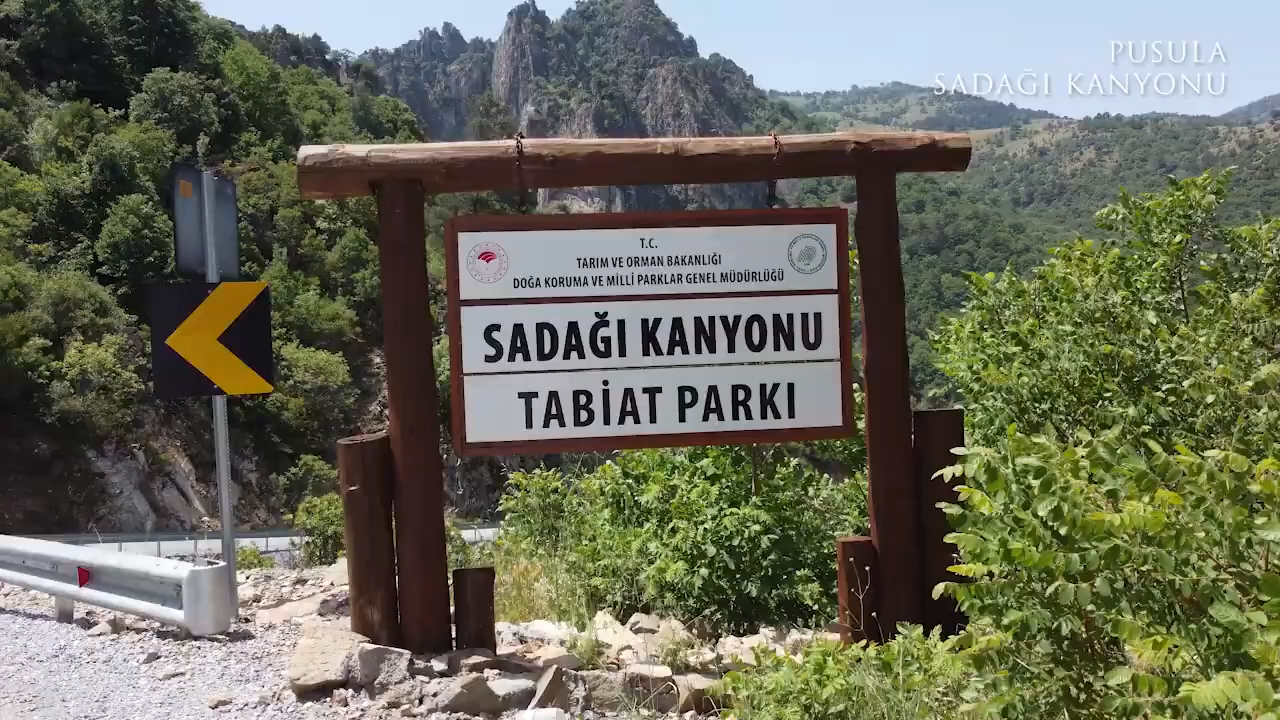 PUSULA
SADAĞI KANYONU
T.C.
TARIM VE ORMAN BAKANLIĞI
DOĞA KORUMA VE MİLLİ PARKLAR GENEL MÜDÜRLÜĞÜ
SADAĞI KANYONU
TABİAT PARKI